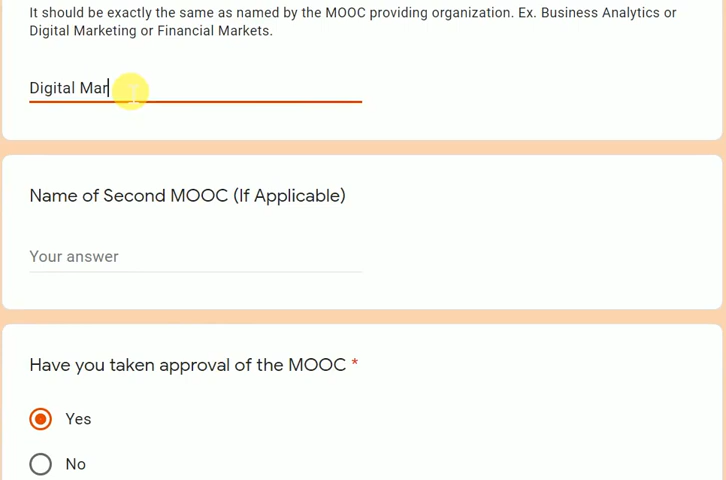 It should be exactly the same as named by the MOOC providing organization. Ex. Business Analytics or
Digital Marketing or Financial Markets.
Digital Mar
Name of Second MOOC (If Applicable)
Your answer
Have you taken approval of the MOOC *
Yes
No